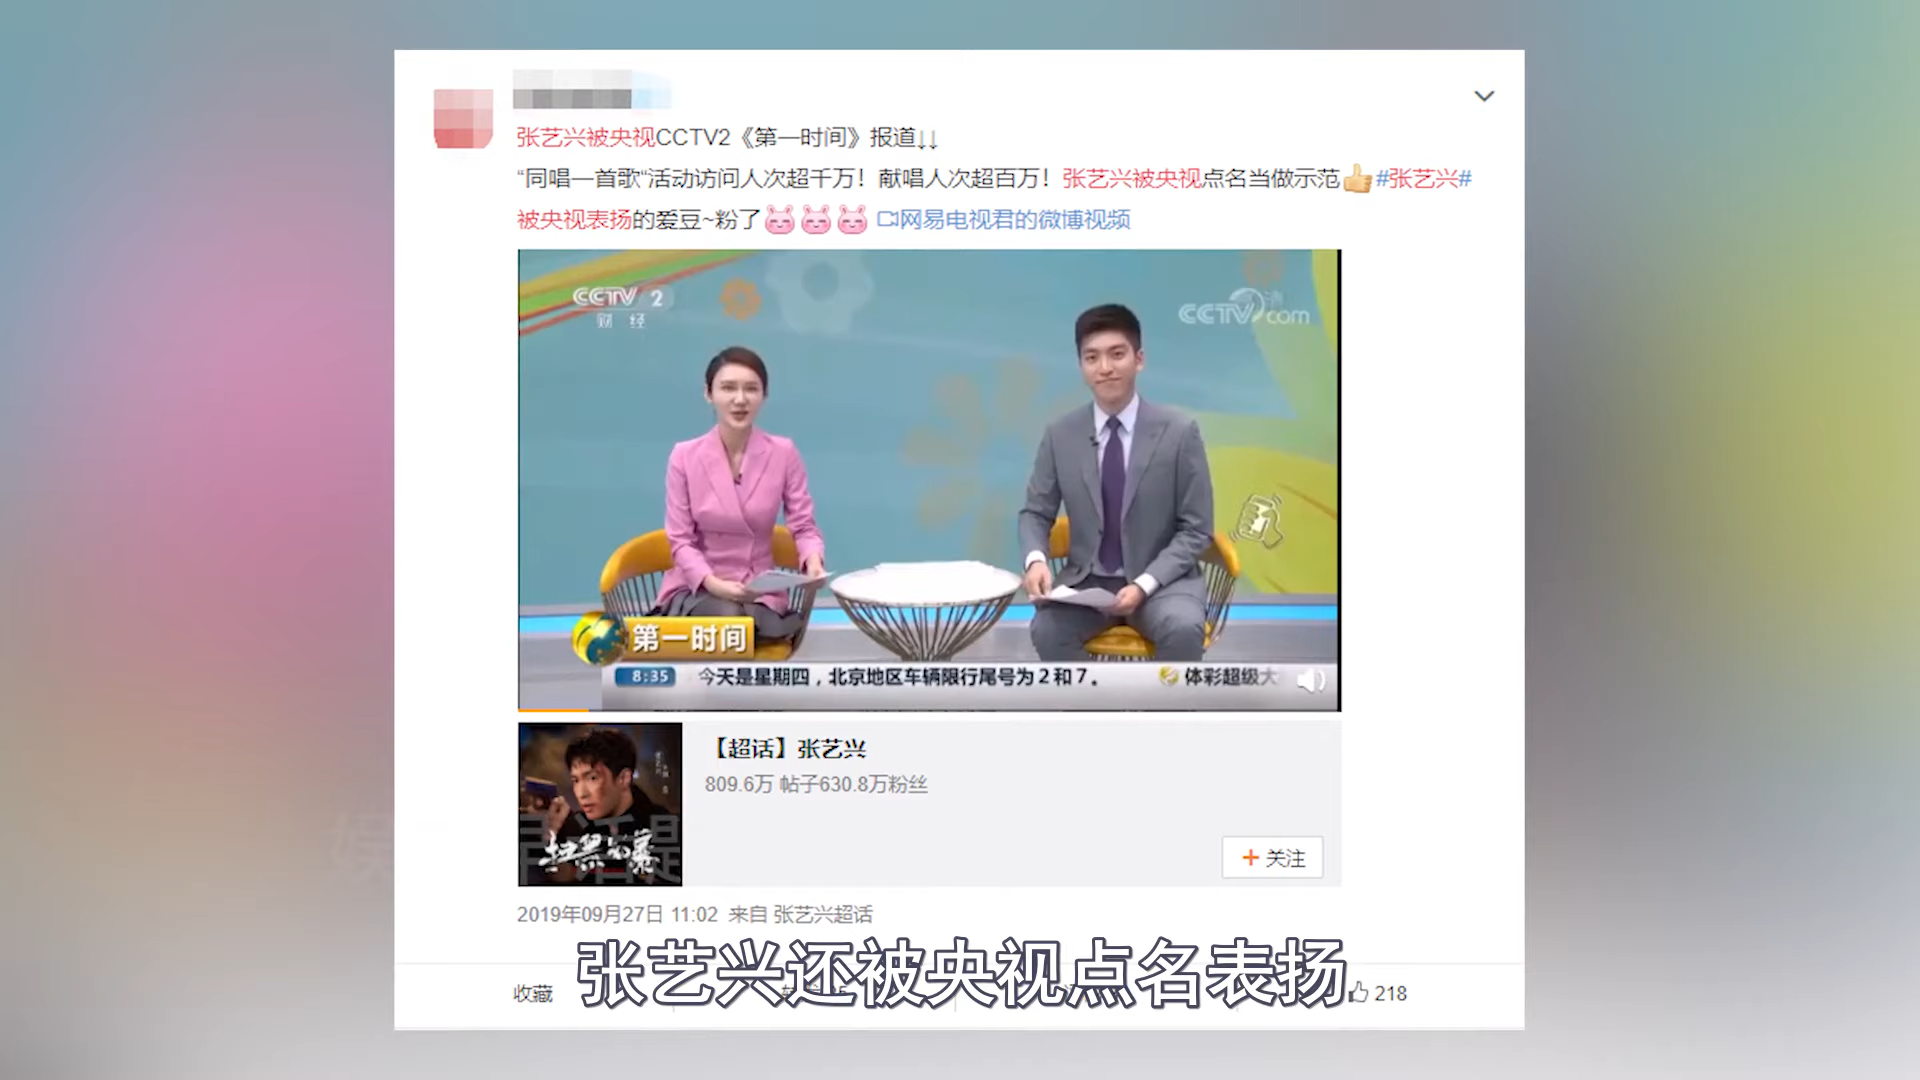 张艺兴被央视CCTV2《第一时间》报道↓↓
“同唱一首歌“活动访问人次超千万！献唱人次超百万！张艺兴被央视点名当做示范#张艺兴#
被央视表扬的爱豆~粉了 网易电视君的微博视频
CCTV 2
财 经
CCTV.com
第一时间
8:35 今天是星期四，北京地区车辆限行尾号为2和7。 体彩超级大
【超话】张艺兴
809.6万 帖子630.8万粉丝
+ 关注
2019年09月27日 11:02 来自 张艺兴超话
张艺兴还被央视点名表扬
收藏
218